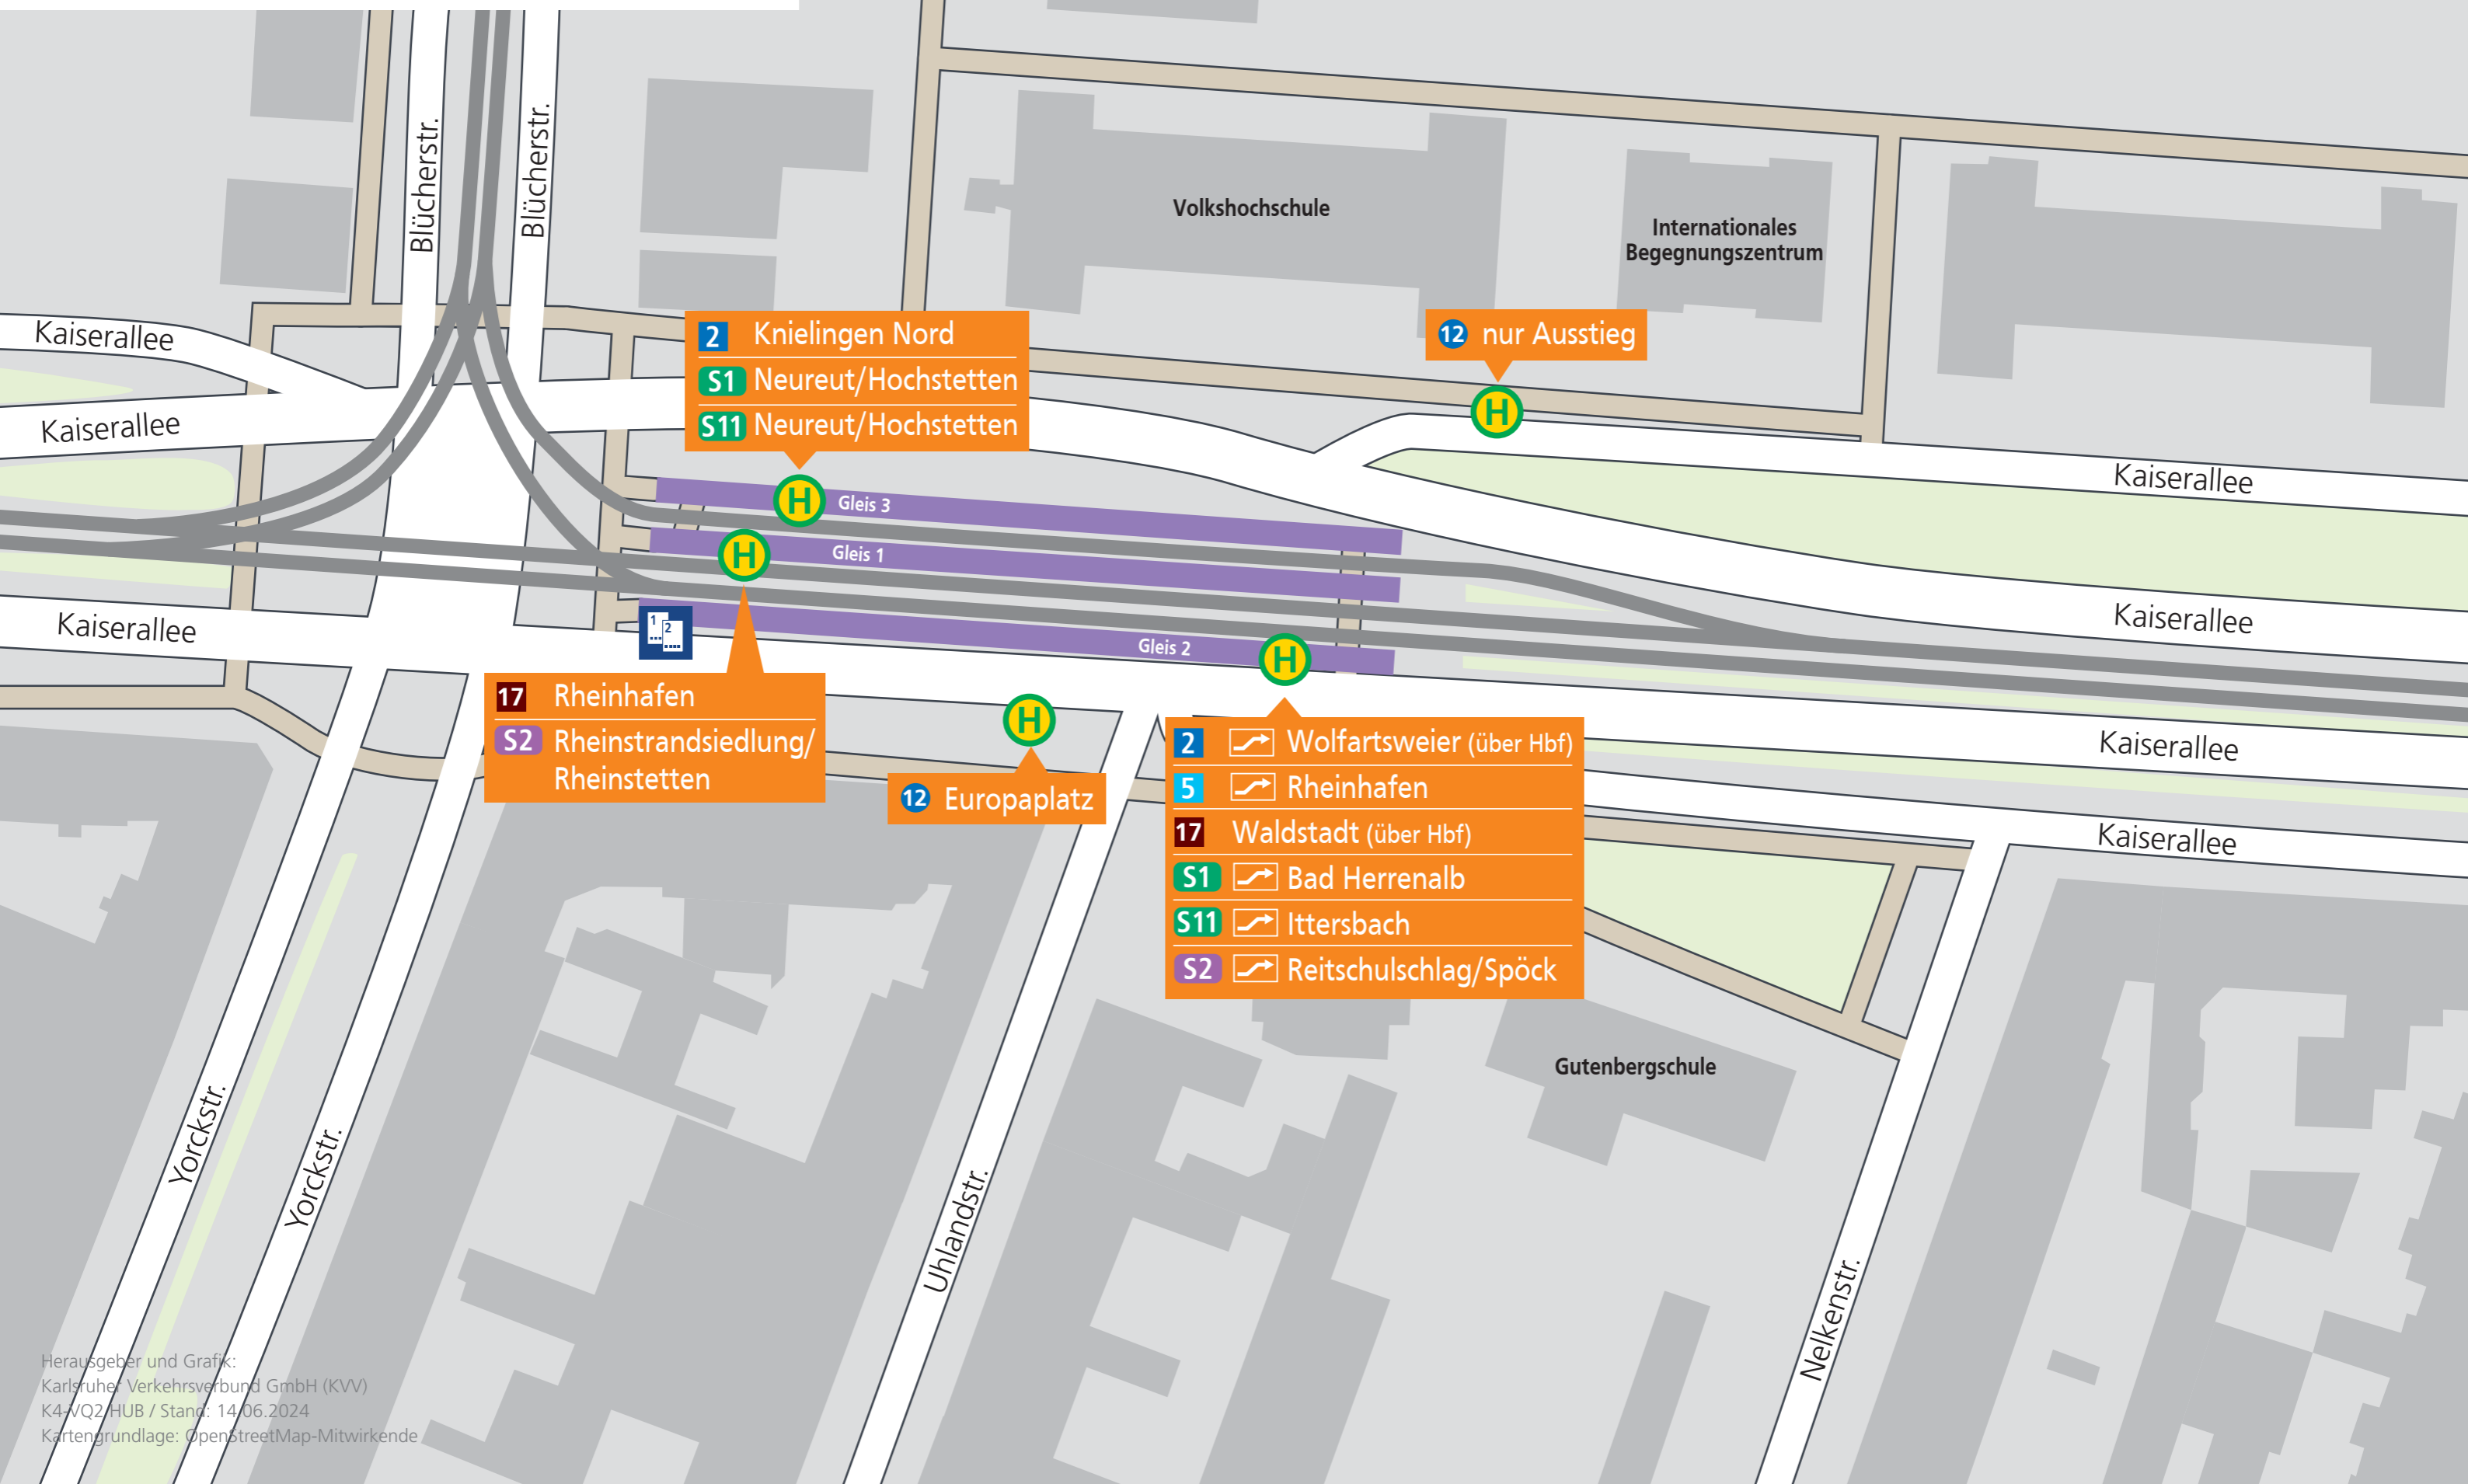 Blücherstr.
Blücherstr.
Volkshochschule
Internationales
Begegnungszentrum
Kaiserallee
Kaiserallee
2 Knielingen Nord
S1 Neureut/Hochstetten
S11 Neureut/Hochstetten
12 nur Ausstieg
H
Kaiserallee
H
Gleis 3
H
Gleis 1
Kaiserallee
Kaiserallee
1 2
Gleis 2
H
17 Rheinhafen
S2 Rheinstrandsiedlung/
Rheinstetten
H
12 Europaplatz
2 Wolfartsweier (über Hbf)
5 Rheinhafen
17 Waldstadt (über Hbf)
S1 Bad Herrenalb
S11 Ittersbach
S2 Reitschulschlag/Spöck
Kaiserallee
Kaiserallee
Gutenbergschule
Yorckstr.
Yorckstr.
Uhlandstr.
Nelkenstr.
Herausgeber und Grafik:
Karlsruher Verkehrsverbund GmbH (KVV)
K4-VQ2 HUB / Stand: 14.06.2024
Kartengrundlage: OpenStreetMap-Mitwirkende